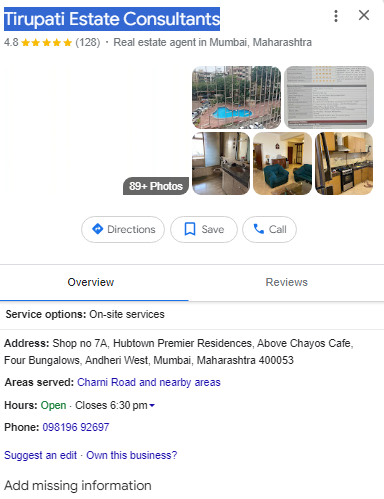 Tirupati Estate Consultants
4.8 ★★★★★ (128) · Real estate agent in Mumbai, Maharashtra
89+ Photos
Directions
Save
Call
Overview
Reviews
Service options: On-site services
Address: Shop no 7A, Hubtown Premier Residences, Above Chayos Cafe,
Four Bungalows, Andheri West, Mumbai, Maharashtra 400053
Areas served: Charni Road and nearby areas
Hours: Open · Closes 6:30 pm
Phone: 098196 92697
Suggest an edit · Own this business?
Add missing information